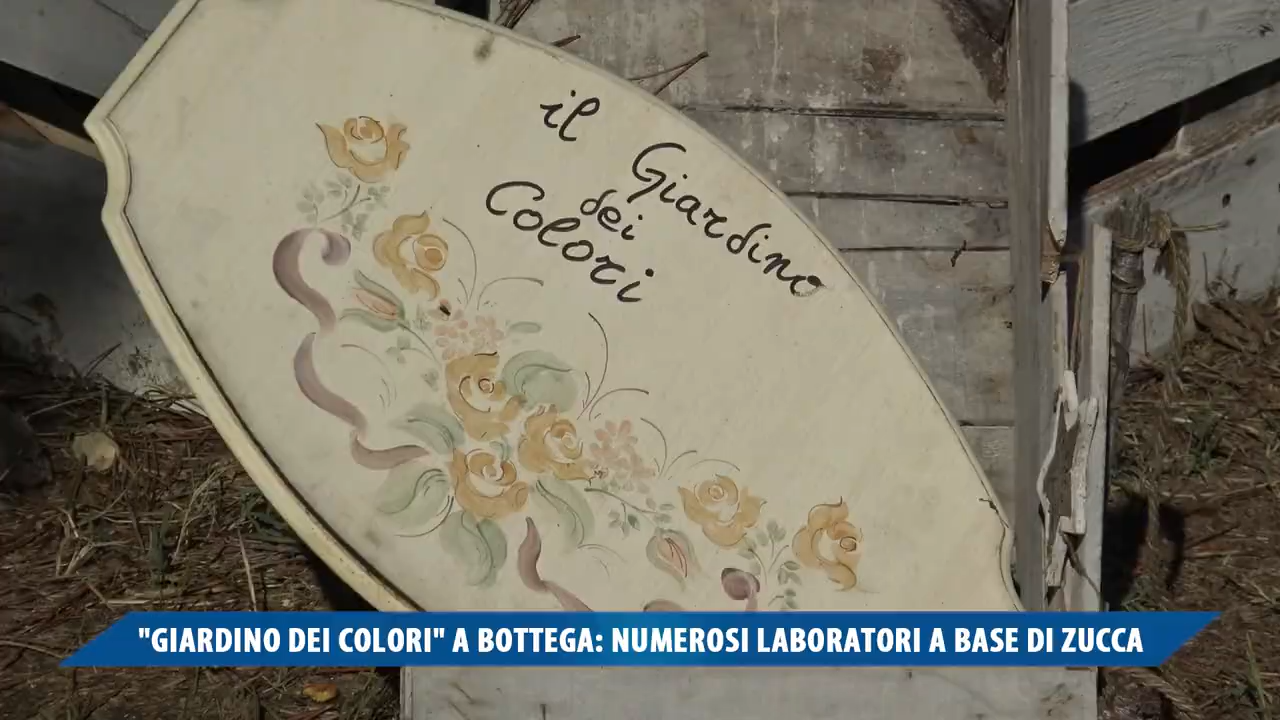 il Giardino
dei
Colori
"GIARDINO DEI COLORI" A BOTTEGA: NUMEROSI LABORATORI A BASE DI ZUCCA